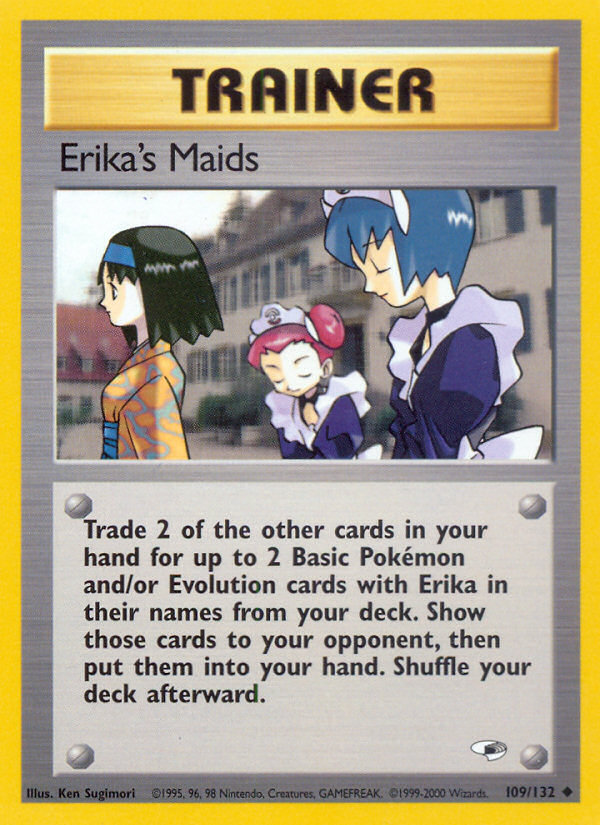 TRAINER
Erika's Maids
Trade 2 of the other cards in your
hand for up to 2 Basic Pokémon
and/or Evolution cards with Erika in
their names from your deck. Show
those cards to your opponent, then
put them into your hand. Shuffle your
deck afterward.
Illus. Ken Sugimori ©1995, 96, 98 Nintendo, Creatures, GAMEFREAK. ©1999-2000 Wizards. 109/132 ◆